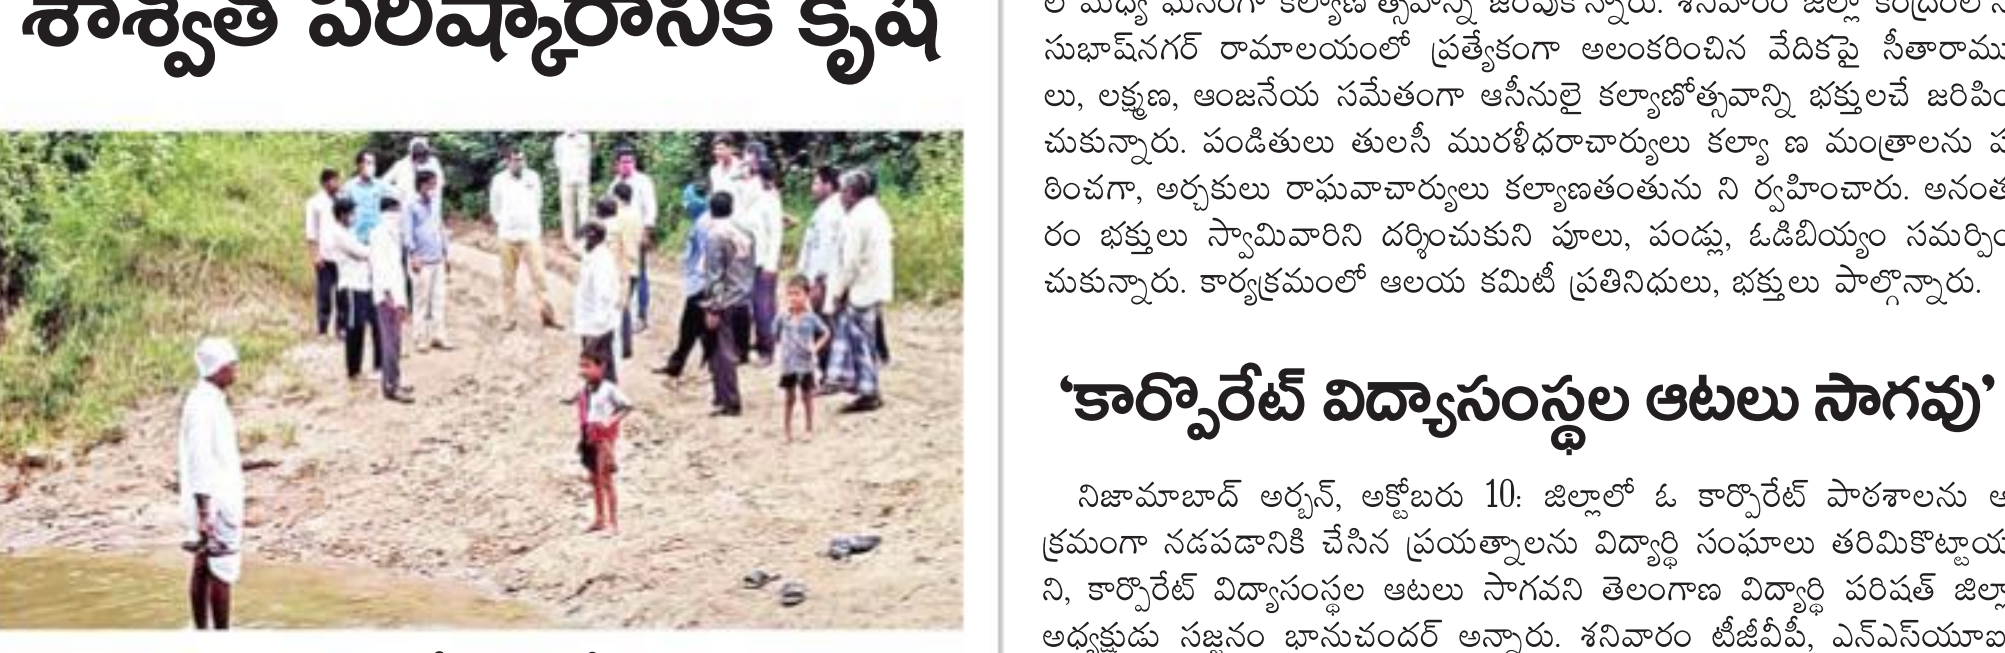 శాశ్వత పరిష్కారానికి కృషి
సుభాష్‌నగర్ రామాలయంలో ప్రత్యేకంగా అలంకరించిన వేదికపై సీతారాము
లు, లక్ష్మణ, ఆంజనేయ సమేతంగా ఆసీనులై కల్యాణోత్సవాన్ని భక్తులచే జరిపిం
చుకున్నారు. పండితులు తులసీ మురళీధరాచార్యులు కల్యా ణ మంత్రాలను ప
ఠించగా, అర్చకులు రాఘవాచార్యులు కల్యాణతంతును ని ర్వహించారు. అనంత
రం భక్తులు స్వామివారిని దర్శించుకుని పూలు, పండ్లు, ఓడిబియ్యం సమర్పిం
చుకున్నారు. కార్యక్రమంలో ఆలయ కమిటీ ప్రతినిధులు, భక్తులు పాల్గొన్నారు.
‘కార్పొరేట్ విద్యాసంస్థల ఆటలు సాగవు’
నిజామాబాద్ అర్బన్, అక్టోబరు 10: జిల్లాలో ఓ కార్పొరేట్ పాఠశాలను అ
క్రమంగా నడపడానికి చేసిన ప్రయత్నాలను విద్యార్థి సంఘాలు తరిమికొట్టాయ
ని, కార్పొరేట్ విద్యాసంస్థల ఆటలు సాగవని తెలంగాణ విద్యార్థి పరిషత్ జిల్లా
అధ్యక్షుడు సజ్జనం భానుచందర్ అన్నారు. శనివారం టీజీవీపీ, ఎన్ఎస్‌యూఐ